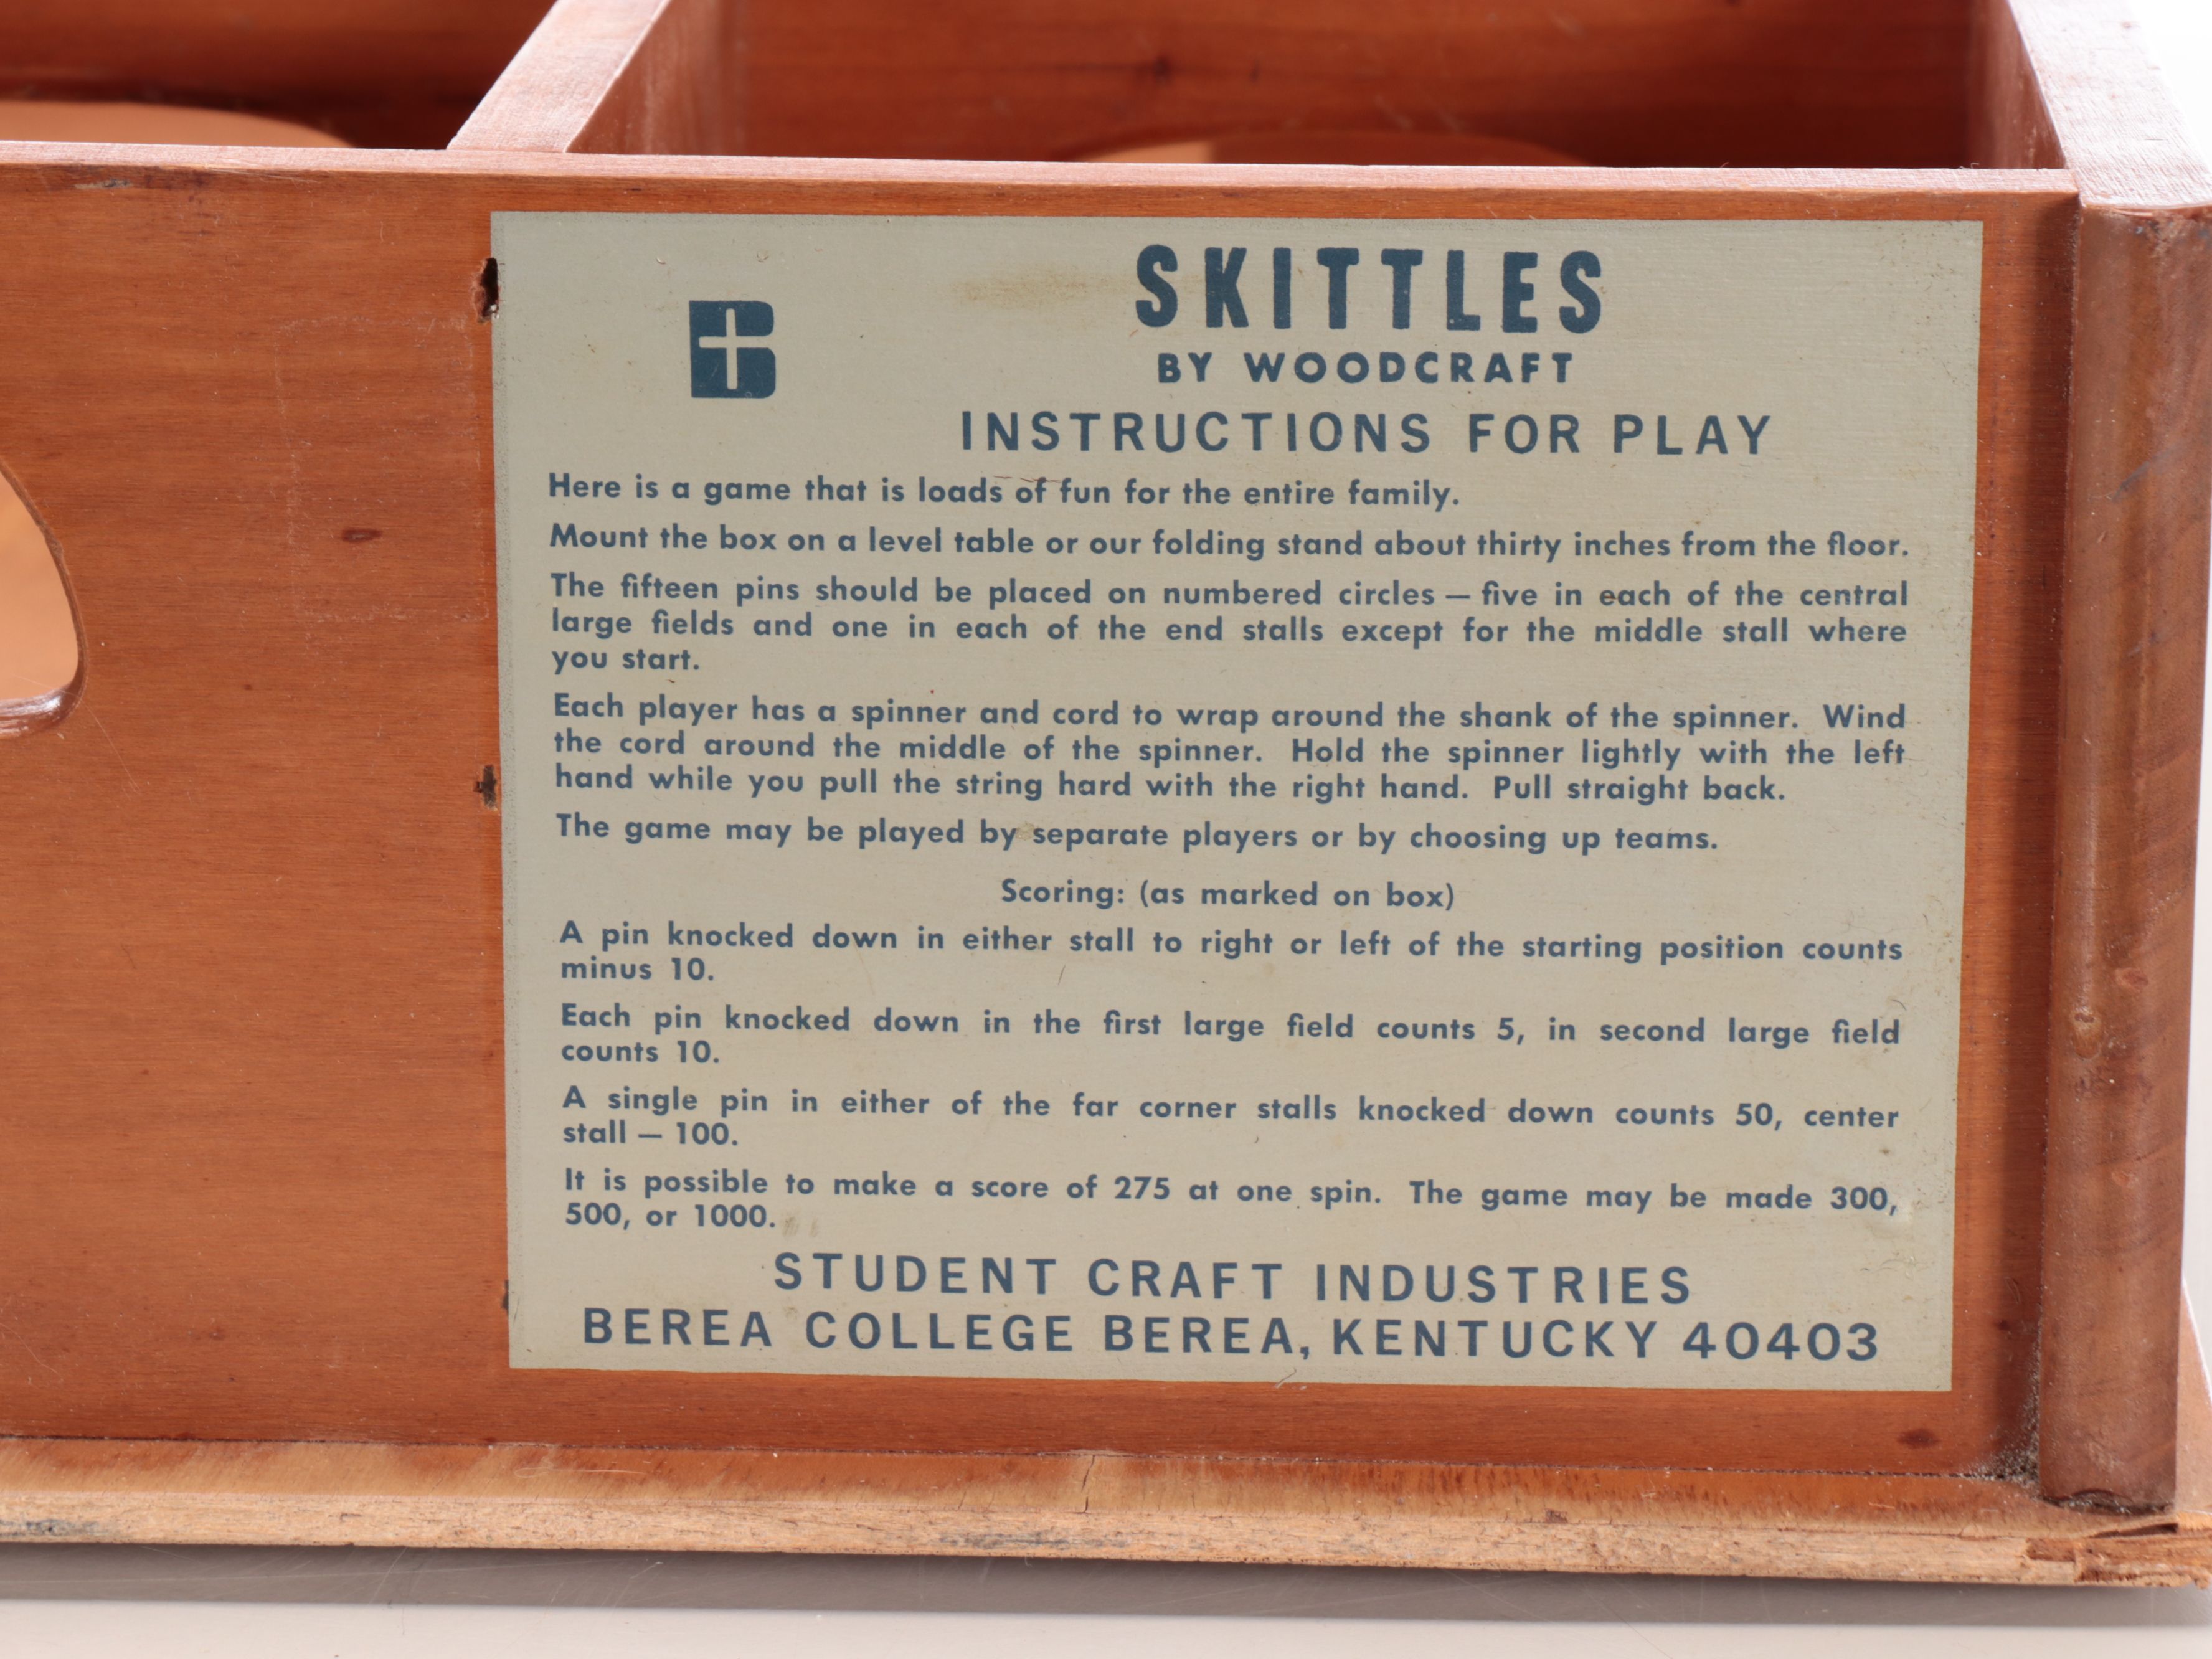 SKITTLES
BY WOODCRAFT
INSTRUCTIONS FOR PLAY
Here is a game that is loads of fun for the entire family.
Mount the box on a level table or our folding stand about thirty inches from the floor.
The fifteen pins should be placed on numbered circles — five in each of the central
large fields and one in each of the end stalls except for the middle stall where
you start.
Each player has a spinner and cord to wrap around the shank of the spinner. Wind
the cord around the middle of the spinner. Hold the spinner lightly with the left
hand while you pull the string hard with the right hand. Pull straight back.
The game may be played by separate players or by choosing up teams.
Scoring: (as marked on box)
A pin knocked down in either stall to right or left of the starting position counts
minus 10.
Each pin knocked down in the first large field counts 5, in second large field
counts 10.
A single pin in either of the far corner stalls knocked down counts 50, center
stall — 100.
It is possible to make a score of 275 at one spin. The game may be made 300,
500, or 1000.
STUDENT CRAFT INDUSTRIES
BEREA COLLEGE BEREA, KENTUCKY 40403